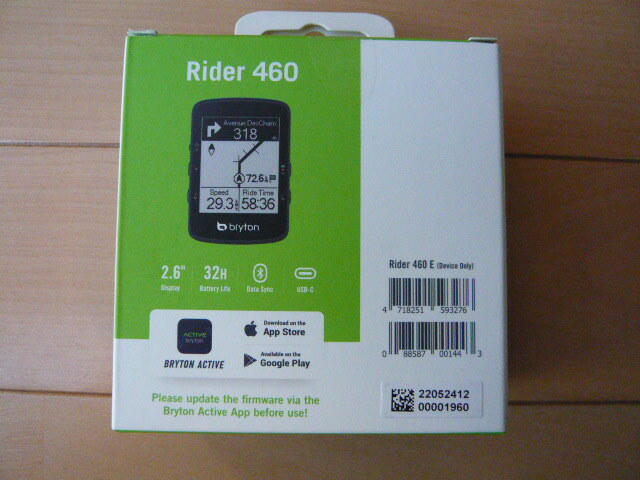 Rider 460
Avenue DesCham
318
72.6
Speed
Ride Time
29.3
58:36
bryton
2.6"
Display
32H
Battery Life
Data Sync
USB-C
Rider 460 E (Device Only)
4 718251 593276
0 88587 00144 3
ACTIVE
bryton
BRYTON ACTIVE
Download on the
App Store
Available on the
Google Play
Please update the firmware via the
Bryton Active App before use!
22052412
00001960